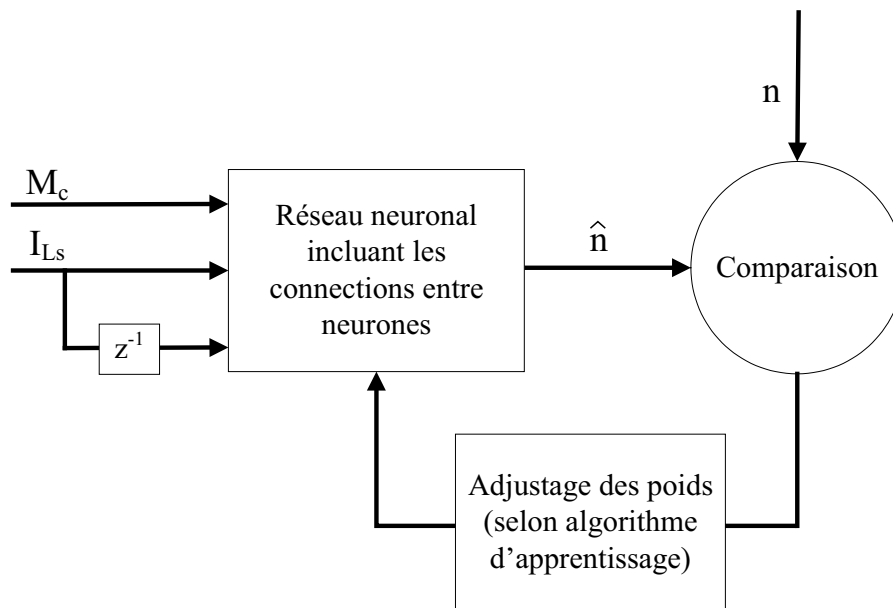 n
M_c
I_Ls
z^-1
Réseau neuronal
incluant les
connections entre
neurones
n̂
Comparaison
Adjustage des poids
(selon algorithme
d’apprentissage)